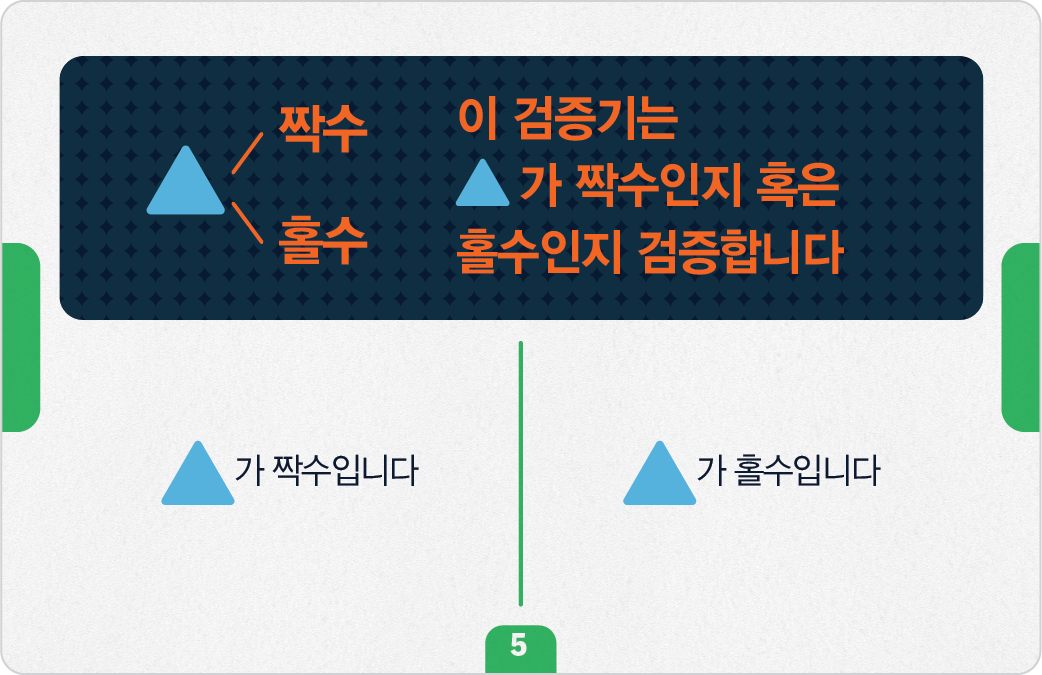 짝수
홀수
이 검증기는
가 짝수인지 혹은
홀수인지 검증합니다
가 짝수입니다
가 홀수입니다
5